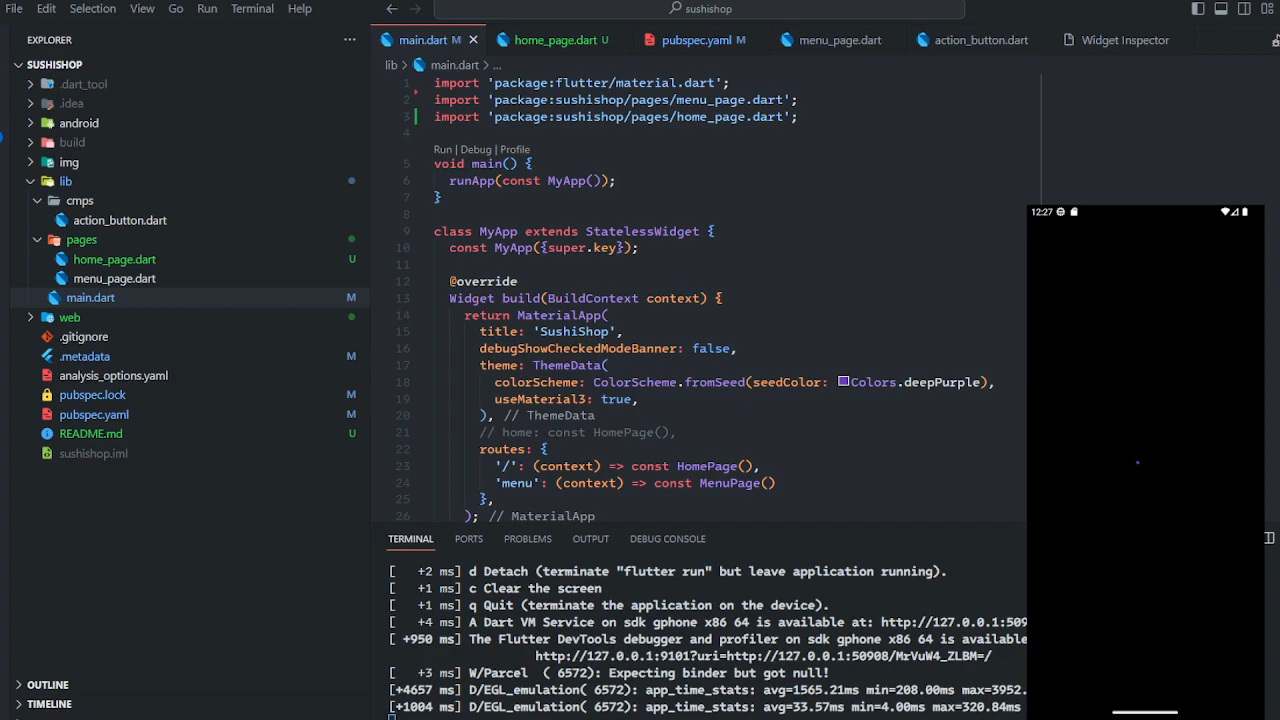 File Edit Selection View Go Run Terminal Help
sushishop
EXPLORER
SUSHISHOP
.dart_tool
.idea
android
build
img
lib
cmps
action_button.dart
pages
home_page.dart U
menu_page.dart
main.dart M
web
.gitignore
.metadata M
analysis_options.yaml
pubspec.lock M
pubspec.yaml M
README.md U
sushishop.iml
OUTLINE
TIMELINE
main.dart M home_page.dart U pubspec.yaml M menu_page.dart action_button.dart Widget Inspector
lib > main.dart > ...
1 import 'package:flutter/material.dart';
2 import 'package:sushishop/pages/menu_page.dart';
3 import 'package:sushishop/pages/home_page.dart';
4
Run | Debug | Profile
5 void main() {
6 runApp(const MyApp());
7 }
8
9 class MyApp extends StatelessWidget {
10 const MyApp({super.key});
11
12 @override
13 Widget build(BuildContext context) {
14 return MaterialApp(
15 title: 'SushiShop',
16 debugShowCheckedModeBanner: false,
17 theme: ThemeData(
18 colorScheme: ColorScheme.fromSeed(seedColor: Colors.deepPurple),
19 useMaterial3: true,
20 ), // ThemeData
21 // home: const HomePage(),
22 routes: {
23 '/': (context) => const HomePage(),
24 'menu': (context) => const MenuPage()
25 },
26 ); // MaterialApp
TERMINAL PORTS PROBLEMS OUTPUT DEBUG CONSOLE
[ +2 ms] d Detach (terminate "flutter run" but leave application running).
[ +1 ms] c Clear the screen
[ +1 ms] q Quit (terminate the application on the device).
[ +4 ms] A Dart VM Service on sdk gphone x86 64 is available at: http://127.0.0.1:509
[ +950 ms] The Flutter DevTools debugger and profiler on sdk gphone x86 64 is available
http://127.0.0.1:9101?uri=http://127.0.0.1:50908/MrVuW4_ZLBM=/
[ +3 ms] W/Parcel ( 6572): Expecting binder but got null!
[+4657 ms] D/EGL_emulation( 6572): app_time_stats: avg=1565.21ms min=208.00ms max=3952.
[+1004 ms] D/EGL_emulation( 6572): app_time_stats: avg=33.57ms min=4.00ms max=320.84ms
12:27